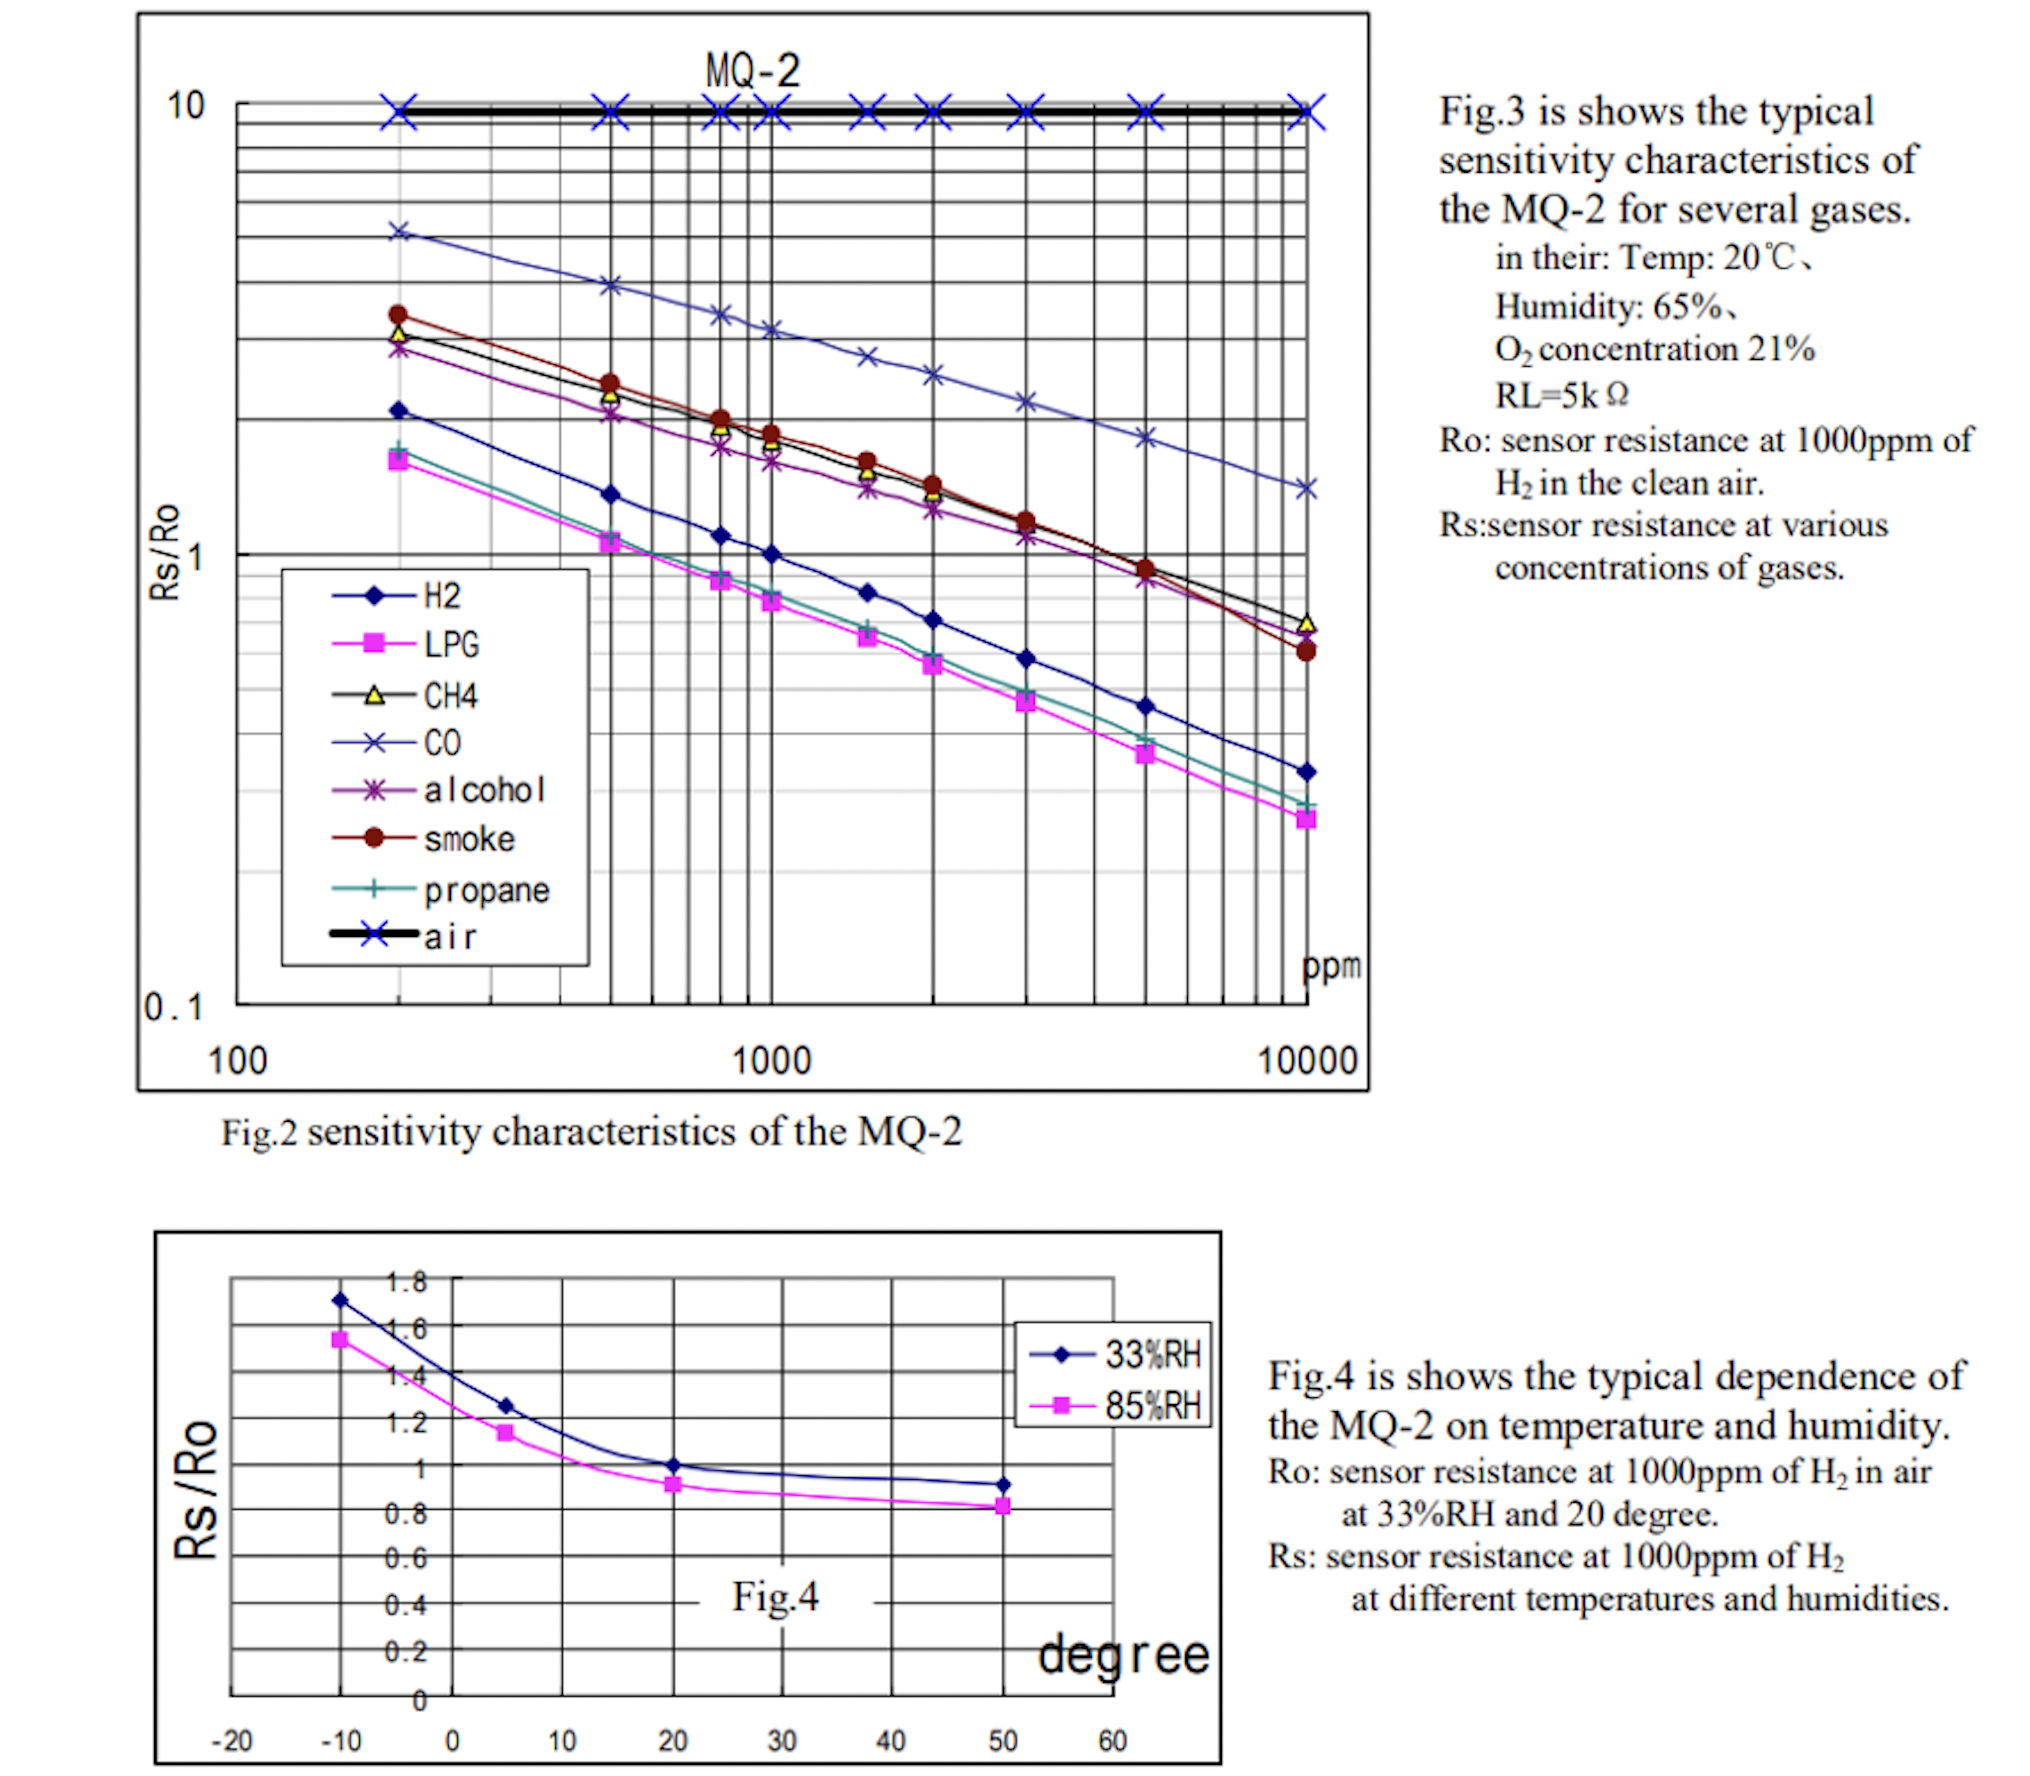 MQ-2
10
1
0.1
Rs/Ro
H2
LPG
CH4
CO
alcohol
smoke
propane
air
ppm
100 1000 10000
Fig.2 sensitivity characteristics of the MQ-2
Fig.3 is shows the typical
sensitivity characteristics of
the MQ-2 for several gases.
in their: Temp: 20℃、
Humidity: 65%、
O₂ concentration 21%
RL=5kΩ
Ro: sensor resistance at 1000ppm of
H₂ in the clean air.
Rs:sensor resistance at various
concentrations of gases.
1.8
1.6
1.4
1.2
1
0.8
0.6
0.4
0.2
0
Rs/Ro
33%RH
85%RH
Fig.4
degree
-20 -10 0 10 20 30 40 50 60
Fig.4 is shows the typical dependence of
the MQ-2 on temperature and humidity.
Ro: sensor resistance at 1000ppm of H₂ in air
at 33%RH and 20 degree.
Rs: sensor resistance at 1000ppm of H₂
at different temperatures and humidities.